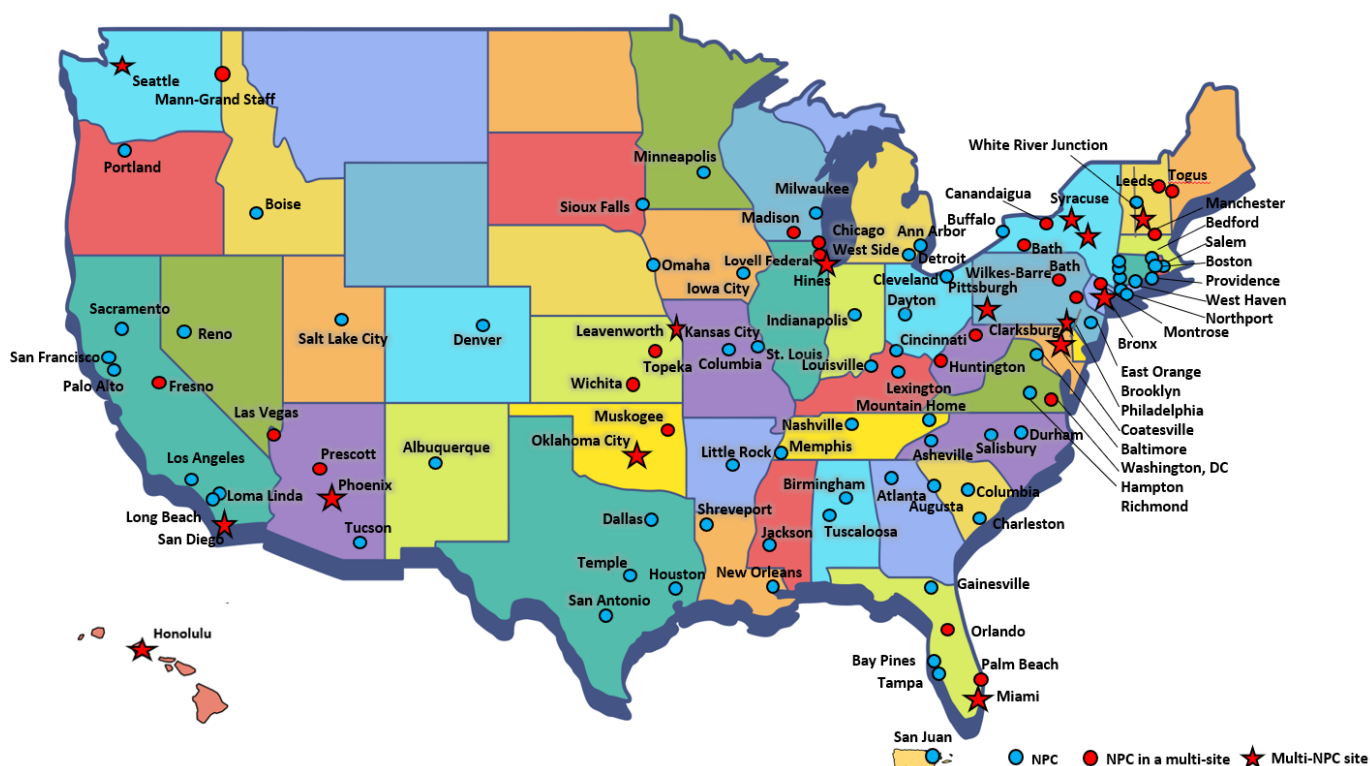 Seattle
Mann-Grand Staff
Portland
Boise
Minneapolis
Sioux Falls
Milwaukee
Madison
Chicago
West Side
Lovell Federal
Hines
Ann Arbor
Detroit
White River Junction
Canandaigua
Buffalo
Syracuse
Leeds
Togus
Manchester
Bedford
Salem
Boston
Providence
West Haven
Northport
Montrose
Bronx
East Orange
Brooklyn
Philadelphia
Coatesville
Baltimore
Washington, DC
Hampton
Richmond
Bath
Bath
Wilkes-Barre
Pittsburgh
Cleveland
Dayton
Clarksburg
Cincinnati
Huntington
Omaha
Iowa City
Indianapolis
Sacramento
Reno
San Francisco
Palo Alto
Fresno
Salt Lake City
Denver
Leavenworth
Kansas City
Topeka
Columbia
St. Louis
Louisville
Lexington
Wichita
Las Vegas
Muskogee
Mountain Home
Nashville
Memphis
Oklahoma City
Albuquerque
Prescott
Phoenix
Tucson
Los Angeles
Loma Linda
Long Beach
San Diego
Little Rock
Asheville
Salisbury
Durham
Birmingham
Tuscaloosa
Atlanta
Augusta
Columbia
Charleston
Dallas
Shreveport
Jackson
Temple
Houston
New Orleans
San Antonio
Gainesville
Orlando
Bay Pines
Tampa
Palm Beach
Miami
Honolulu
San Juan
NPC
NPC in a multi-site
Multi-NPC site